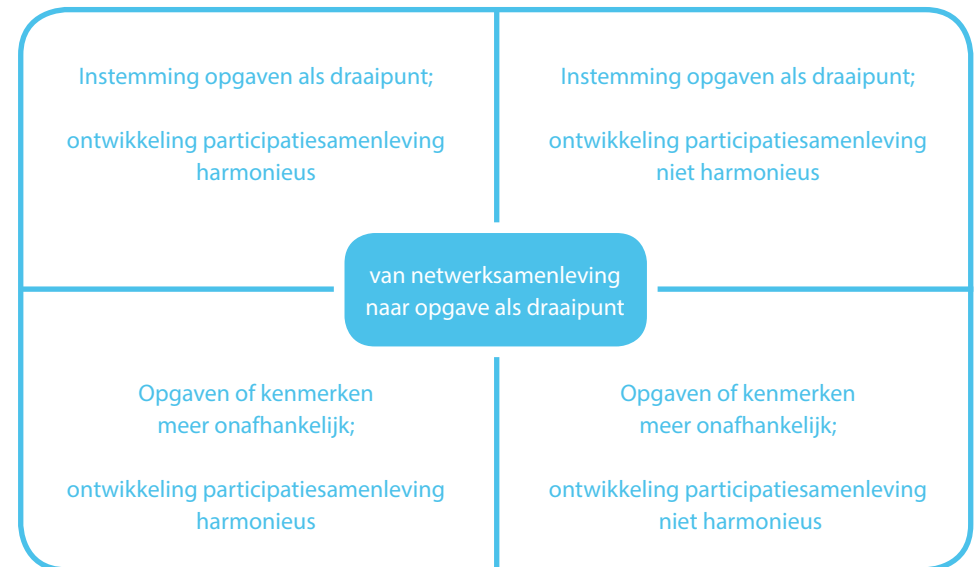 Instemming opgaven als draaipunt;
ontwikkeling participatiesamenleving
harmonieus
Instemming opgaven als draaipunt;
ontwikkeling participatiesamenleving
niet harmonieus
van netwerksamenleving
naar opgave als draaipunt
Opgaven of kenmerken
meer onafhankelijk;
ontwikkeling participatiesamenleving
harmonieus
Opgaven of kenmerken
meer onafhankelijk;
ontwikkeling participatiesamenleving
niet harmonieus